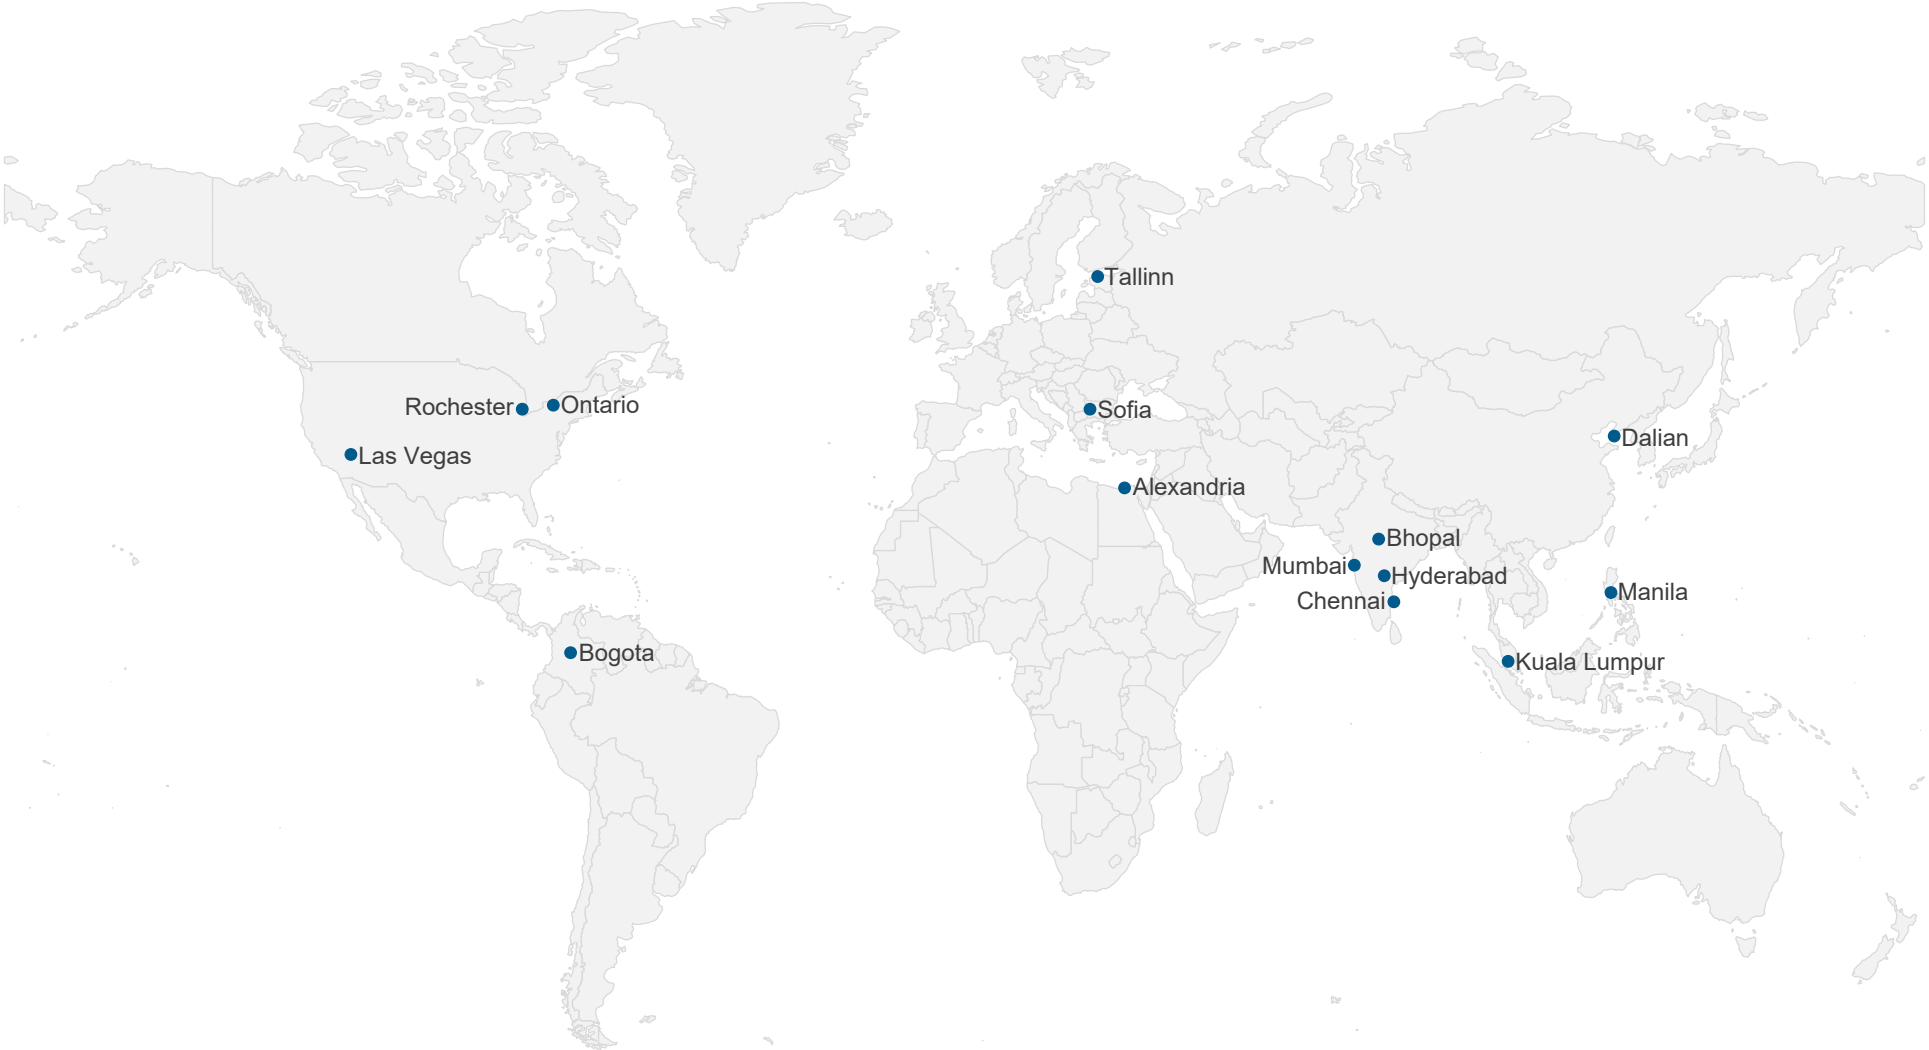 Tallinn
Rochester
Ontario
Sofia
Las Vegas
Dalian
Alexandria
Bhopal
Mumbai
Hyderabad
Chennai
Manila
Bogota
Kuala Lumpur